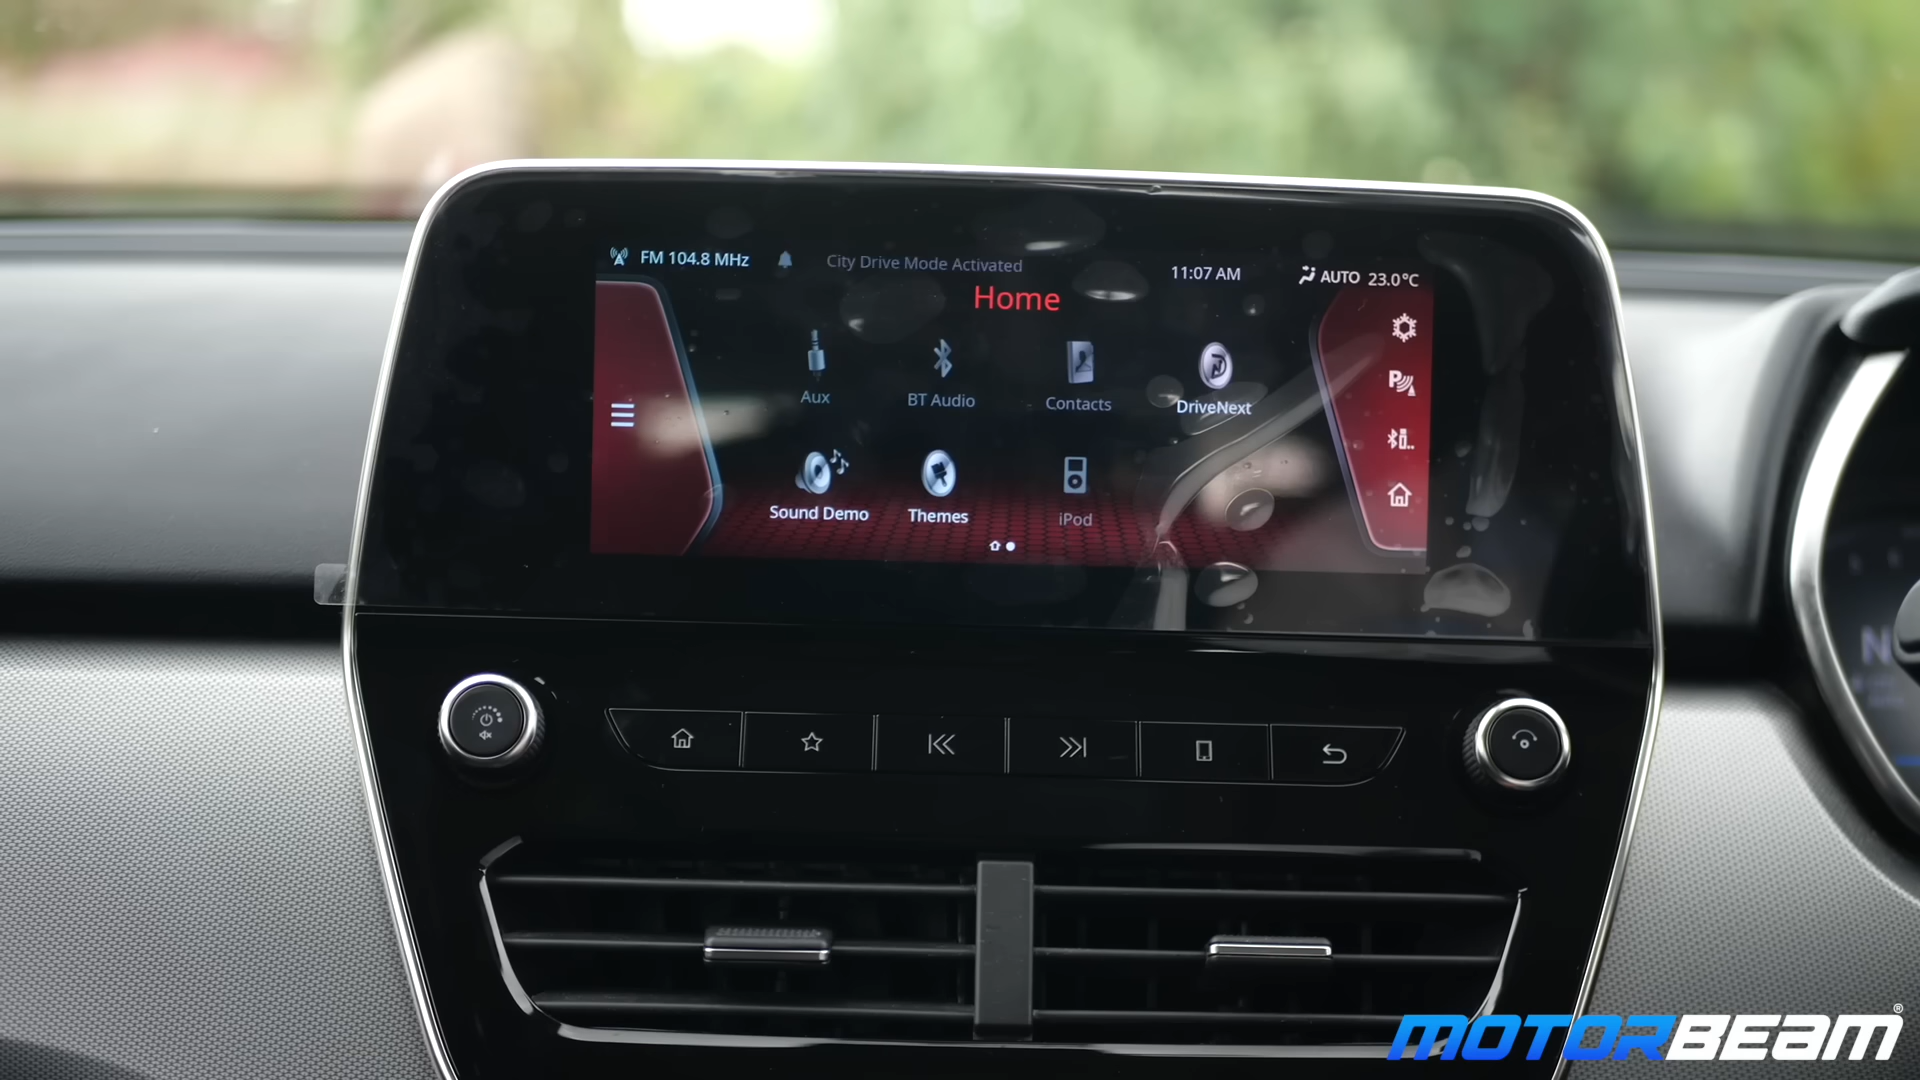 FM 104.8 MHz
City Drive Mode Activated
11:07 AM
AUTO 23.0°C
Home
Aux
BT Audio
Contacts
DriveNext
Sound Demo
Themes
iPod
MOTORBEAM®